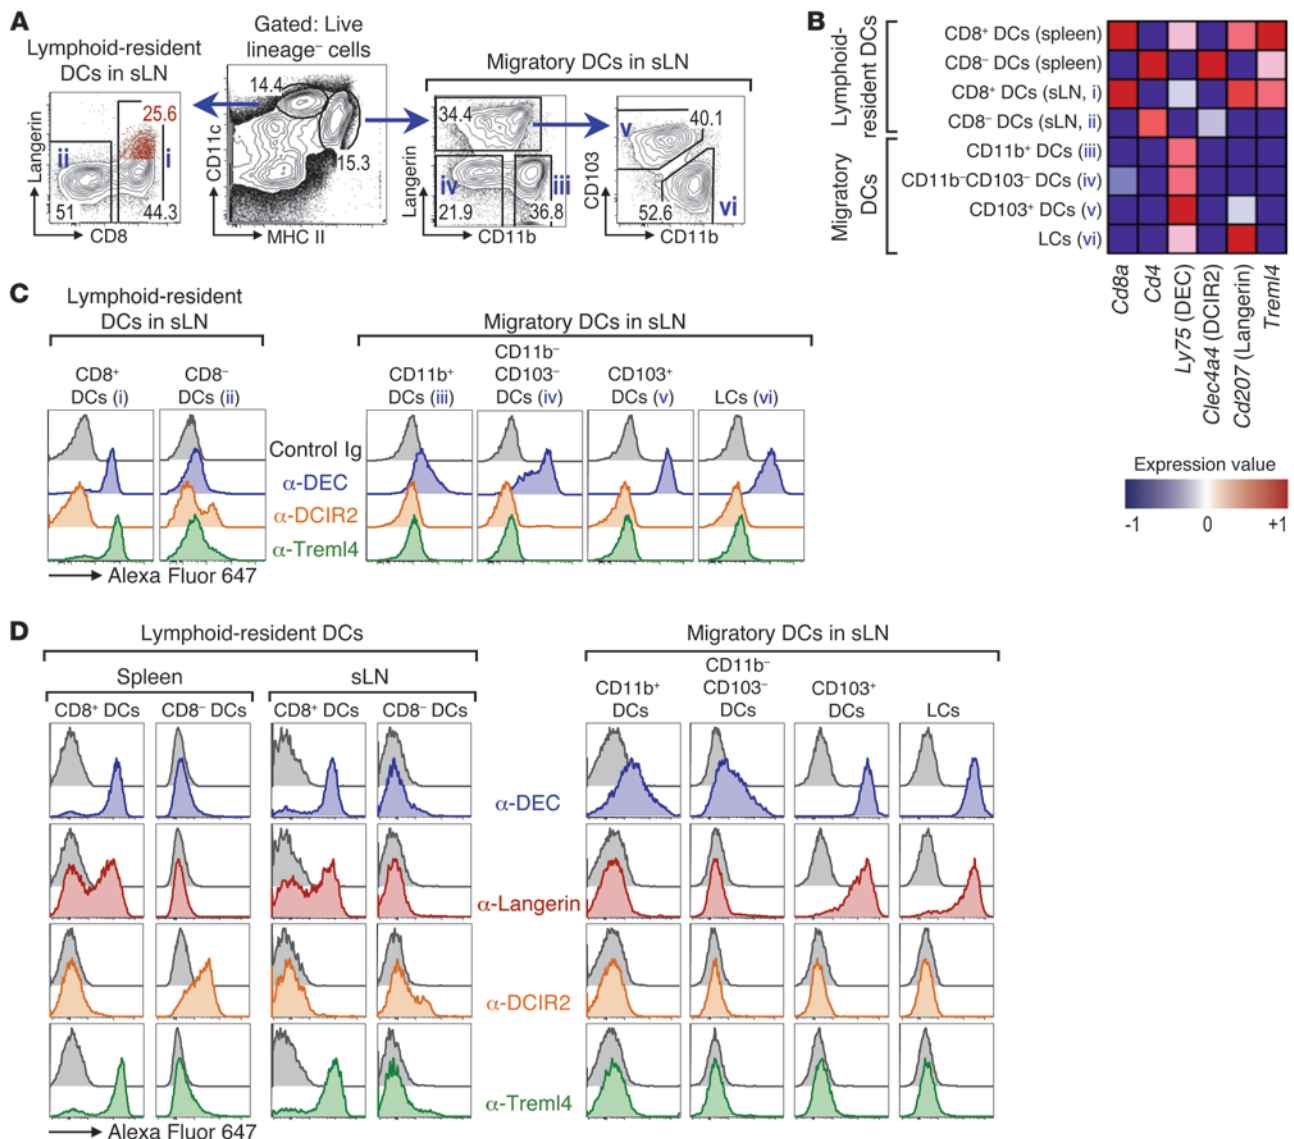 A
Lymphoid-resident
DCs in sLN
Gated: Live
lineage⁻ cells
Migratory DCs in sLN
Langerin
25.6
ii
i
51
44.3
CD8
CD11c
14.4
15.3
MHC II
Langerin
34.4
iv
iii
21.9
36.8
CD11b
CD103
v
40.1
52.6
vi
CD11b
B
Lymphoid-
resident DCs
Migratory
DCs
CD8⁺ DCs (spleen)
CD8⁻ DCs (spleen)
CD8⁺ DCs (sLN, i)
CD8⁻ DCs (sLN, ii)
CD11b⁺ DCs (iii)
CD11b⁻CD103⁻ DCs (iv)
CD103⁺ DCs (v)
LCs (vi)
Cd8a
Cd4
Ly75 (DEC)
Clec4a4 (DCIR2)
Cd207 (Langerin)
Treml4
Expression value
-1 0 +1
C
Lymphoid-resident
DCs in sLN
Migratory DCs in sLN
CD8⁺
DCs (i)
CD8⁻
DCs (ii)
CD11b⁺
DCs (iii)
CD11b⁻
CD103⁻
DCs (iv)
CD103⁺
DCs (v)
LCs (vi)
Control Ig
α-DEC
α-DCIR2
α-Treml4
Alexa Fluor 647
D
Lymphoid-resident DCs
Migratory DCs in sLN
Spleen
sLN
CD8⁺ DCs
CD8⁻ DCs
CD8⁺ DCs
CD8⁻ DCs
CD11b⁺
DCs
CD11b⁻
CD103⁻
DCs
CD103⁺
DCs
LCs
α-DEC
α-Langerin
α-DCIR2
α-Treml4
Alexa Fluor 647